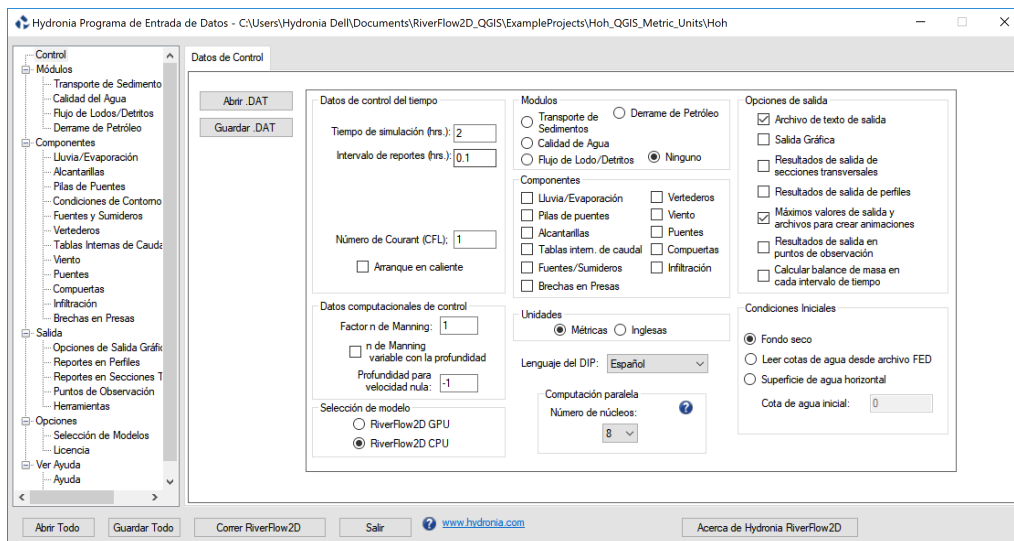 Hydronia Programa de Entrada de Datos - C:\Users\Hydronia Dell\Documents\RiverFlow2D_QGIS\ExampleProjects\Hoh_QGIS_Metric_Units\Hoh
Control
Módulos
Transporte de Sedimento
Calidad del Agua
Flujo de Lodos/Detritos
Derrame de Petróleo
Componentes
Lluvia/Evaporación
Alcantarillas
Pilas de Puentes
Condiciones de Contorno
Fuentes y Sumideros
Vertederos
Tablas Internas de Cauda
Viento
Puentes
Compuertas
Infiltración
Brechas en Presas
Salida
Opciones de Salida Gráfic
Reportes en Perfiles
Reportes en Secciones T
Puntos de Observación
Herramientas
Opciones
Selección de Modelos
Licencia
Ver Ayuda
Ayuda
Datos de Control
Abrir .DAT
Guardar .DAT
Datos de control del tiempo
Tiempo de simulación (hrs.): 2
Intervalo de reportes (hrs.): 0.1
Número de Courant (CFL); 1
Arranque en caliente
Datos computacionales de control
Factor n de Manning: 1
n de Manning
variable con la profundidad
Profundidad para
velocidad nula: -1
Selección de modelo
RiverFlow2D GPU
RiverFlow2D CPU
Modulos
Transporte de
Sedimentos
Derrame de Petróleo
Calidad de Agua
Flujo de Lodo/Detritos
Ninguno
Componentes
Lluvia/Evaporación
Vertederos
Pilas de puentes
Viento
Alcantarillas
Puentes
Tablas intern. de caudal
Compuertas
Fuentes/Sumideros
Infiltración
Brechas en Presas
Unidades
Métricas
Inglesas
Lenguaje del DIP: Español
Computación paralela
Número de núcleos:
8
Opciones de salida
Archivo de texto de salida
Salida Gráfica
Resultados de salida de
secciones transversales
Resultados de salida de perfiles
Máximos valores de salida y
archivos para crear animaciones
Resultados de salida en
puntos de observación
Calcular balance de masa en
cada intervalo de tiempo
Condiciones Iniciales
Fondo seco
Leer cotas de agua desde archivo FED
Superficie de agua horizontal
Cota de agua inicial: 0
Abrir Todo
Guardar Todo
Correr RiverFlow2D
Salir
www.hydronia.com
Acerca de Hydronia RiverFlow2D